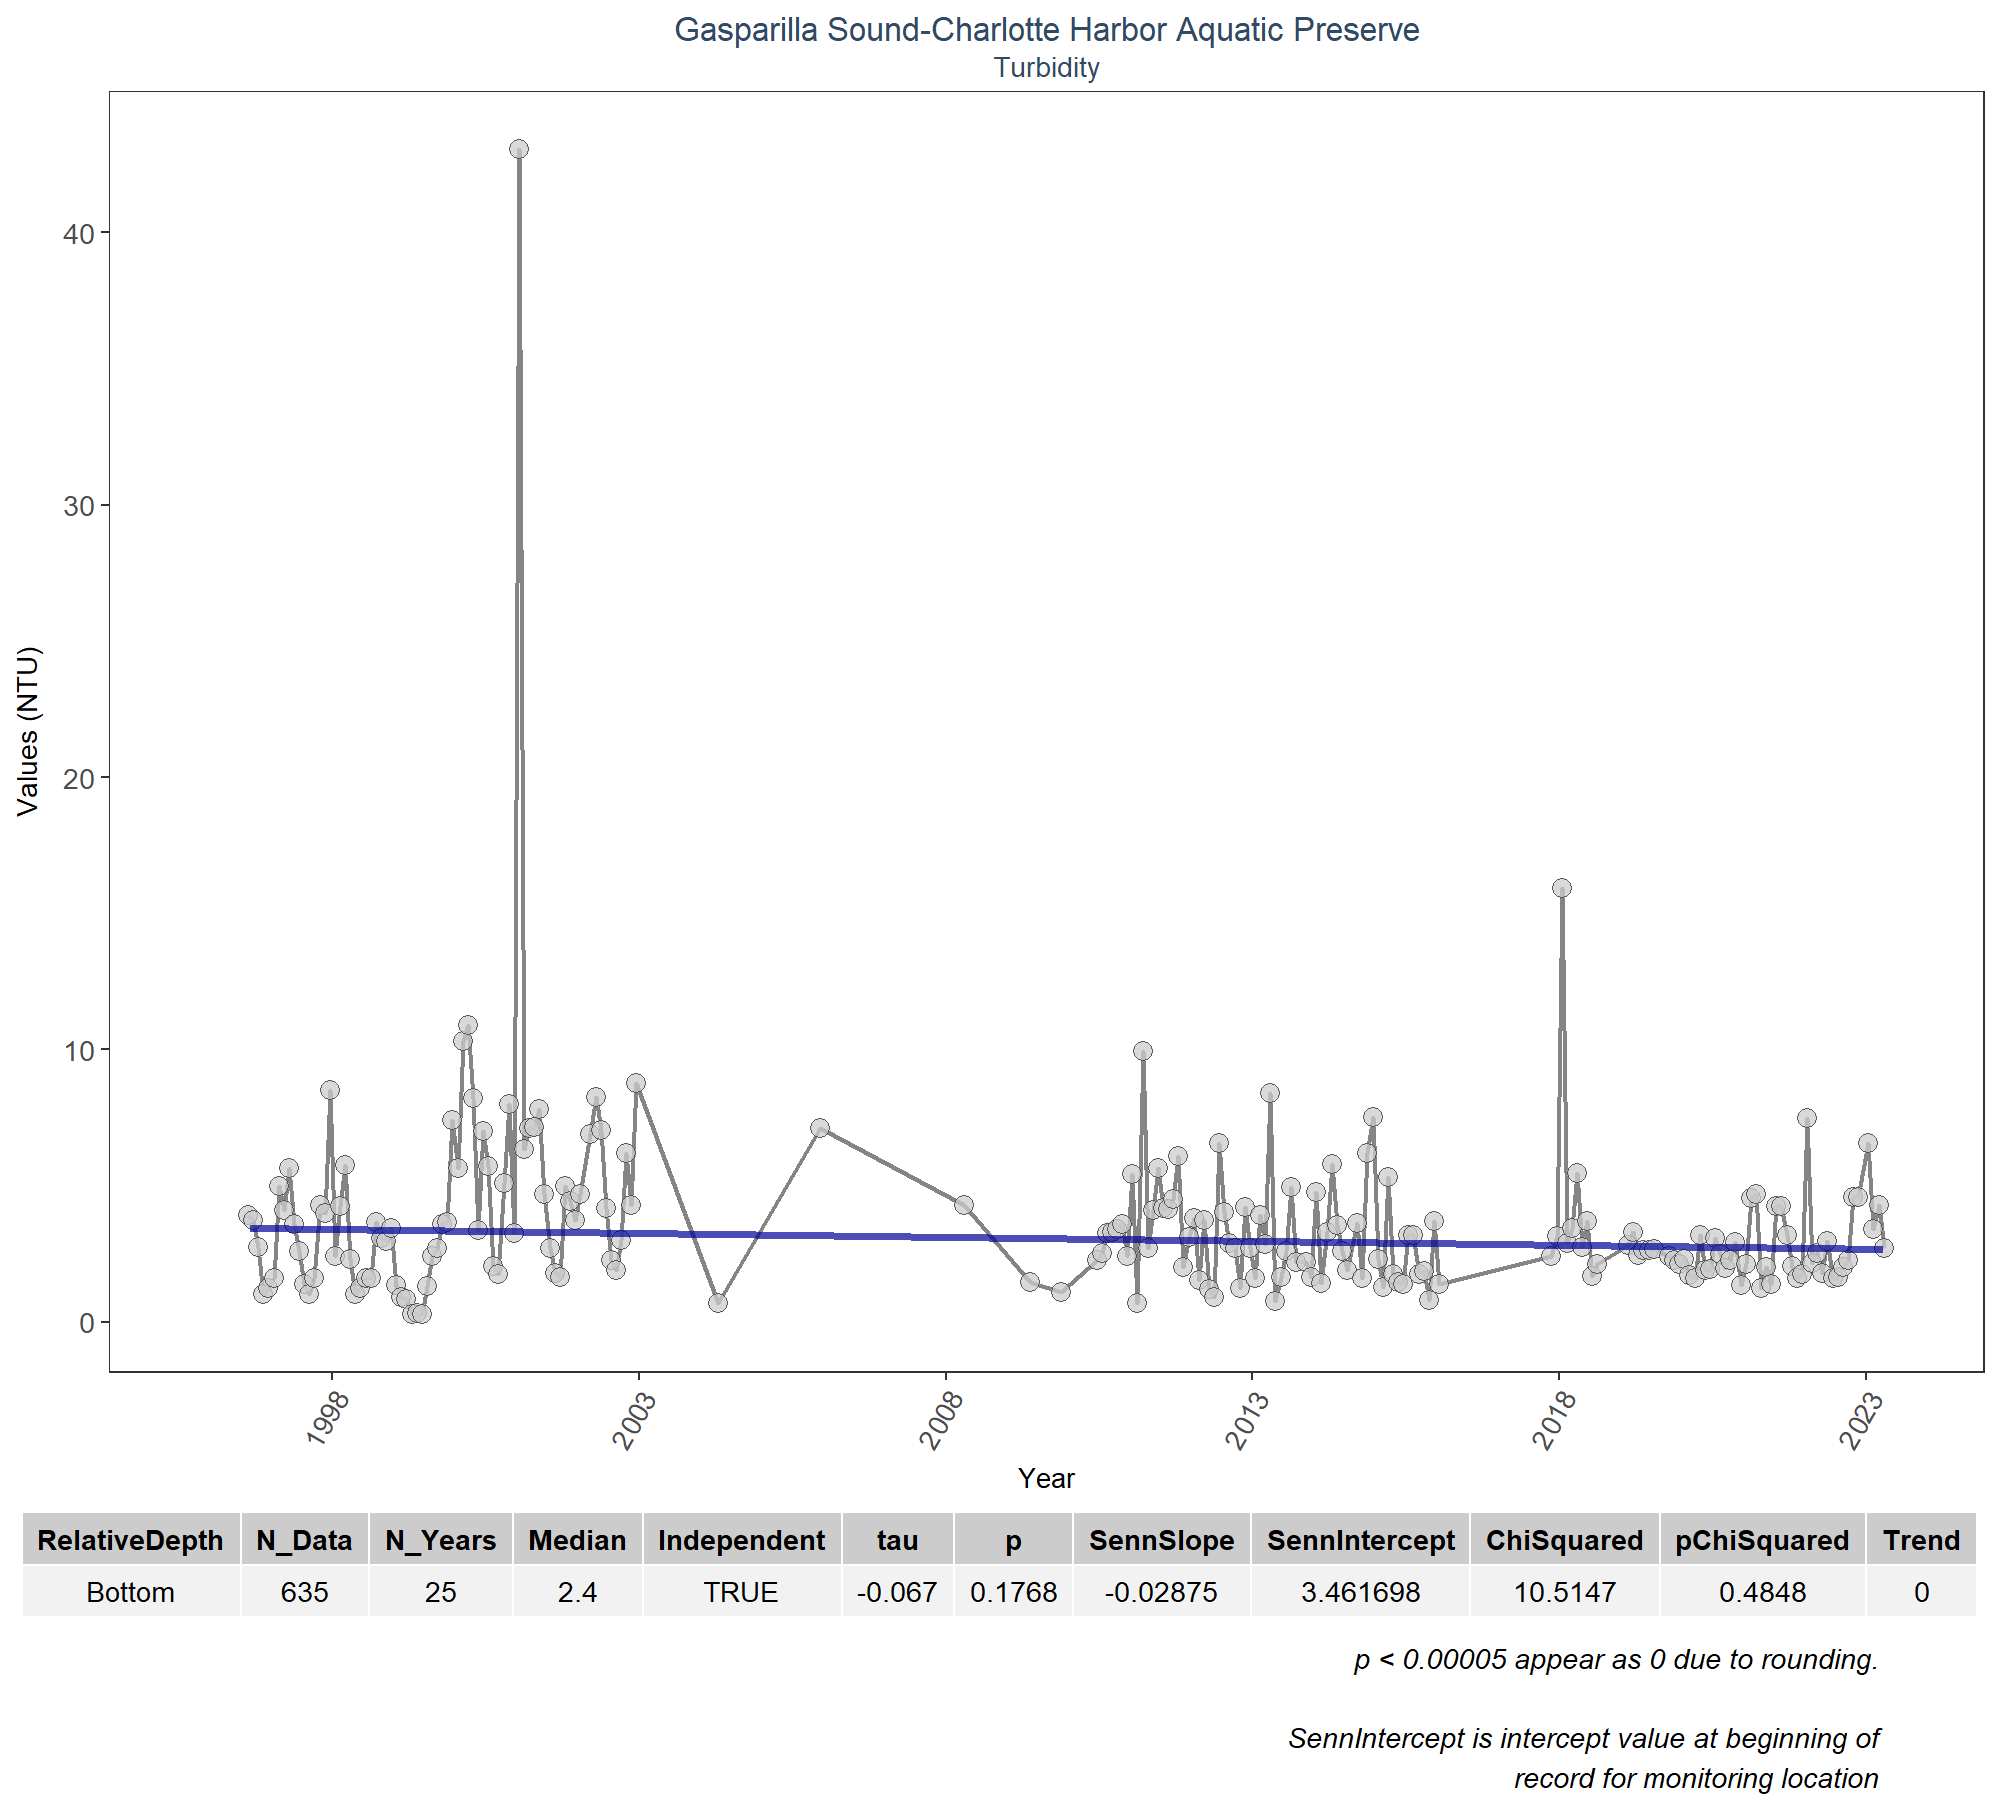 Gasparilla Sound-Charlotte Harbor Aquatic Preserve
Turbidity
Values (NTU)
40
30
20
10
0
1998
2003
2008
2013
2018
2023
Year
RelativeDepth N_Data N_Years Median Independent tau p SennSlope SennIntercept ChiSquared pChiSquared Trend
Bottom 635 25 2.4 TRUE -0.067 0.1768 -0.02875 3.461698 10.5147 0.4848 0
p < 0.00005 appear as 0 due to rounding.
SennIntercept is intercept value at beginning of
record for monitoring location